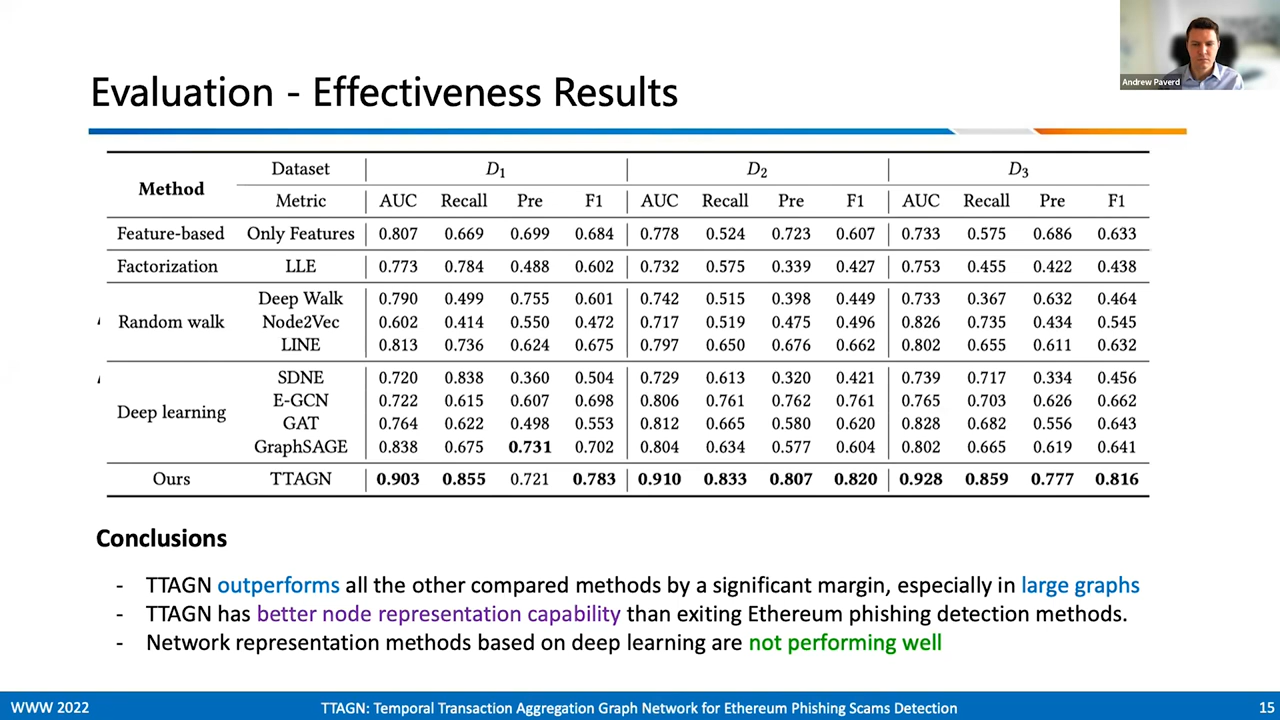 Andrew Paverd
Evaluation - Effectiveness Results
Method Dataset D1 D2 D3
Metric AUC Recall Pre F1 AUC Recall Pre F1 AUC Recall Pre F1
Feature-based Only Features 0.807 0.669 0.699 0.684 0.778 0.524 0.723 0.607 0.733 0.575 0.686 0.633
Factorization LLE 0.773 0.784 0.488 0.602 0.732 0.575 0.339 0.427 0.753 0.455 0.422 0.438
Random walk Deep Walk 0.790 0.499 0.755 0.601 0.742 0.515 0.398 0.449 0.733 0.367 0.632 0.464
Node2Vec 0.602 0.414 0.550 0.472 0.717 0.519 0.475 0.496 0.826 0.735 0.434 0.545
LINE 0.813 0.736 0.624 0.675 0.797 0.650 0.676 0.662 0.802 0.655 0.611 0.632
Deep learning SDNE 0.720 0.838 0.360 0.504 0.729 0.613 0.320 0.421 0.739 0.717 0.334 0.456
E-GCN 0.722 0.615 0.607 0.698 0.806 0.761 0.762 0.761 0.765 0.703 0.626 0.662
GAT 0.764 0.622 0.498 0.553 0.812 0.665 0.580 0.620 0.828 0.682 0.556 0.643
GraphSAGE 0.838 0.675 0.731 0.702 0.804 0.634 0.577 0.604 0.802 0.665 0.619 0.641
Ours TTAGN 0.903 0.855 0.721 0.783 0.910 0.833 0.807 0.820 0.928 0.859 0.777 0.816
Conclusions
- TTAGN outperforms all the other compared methods by a significant margin, especially in large graphs
- TTAGN has better node representation capability than exiting Ethereum phishing detection methods.
- Network representation methods based on deep learning are not performing well
WWW 2022 TTAGN: Temporal Transaction Aggregation Graph Network for Ethereum Phishing Scams Detection 15